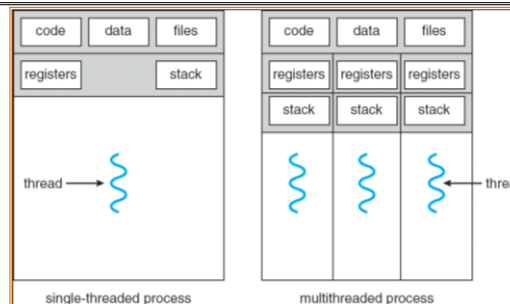 code data files code data files
registers stack registers registers registers
stack stack stack
thread thre
single-threaded process multithreaded process